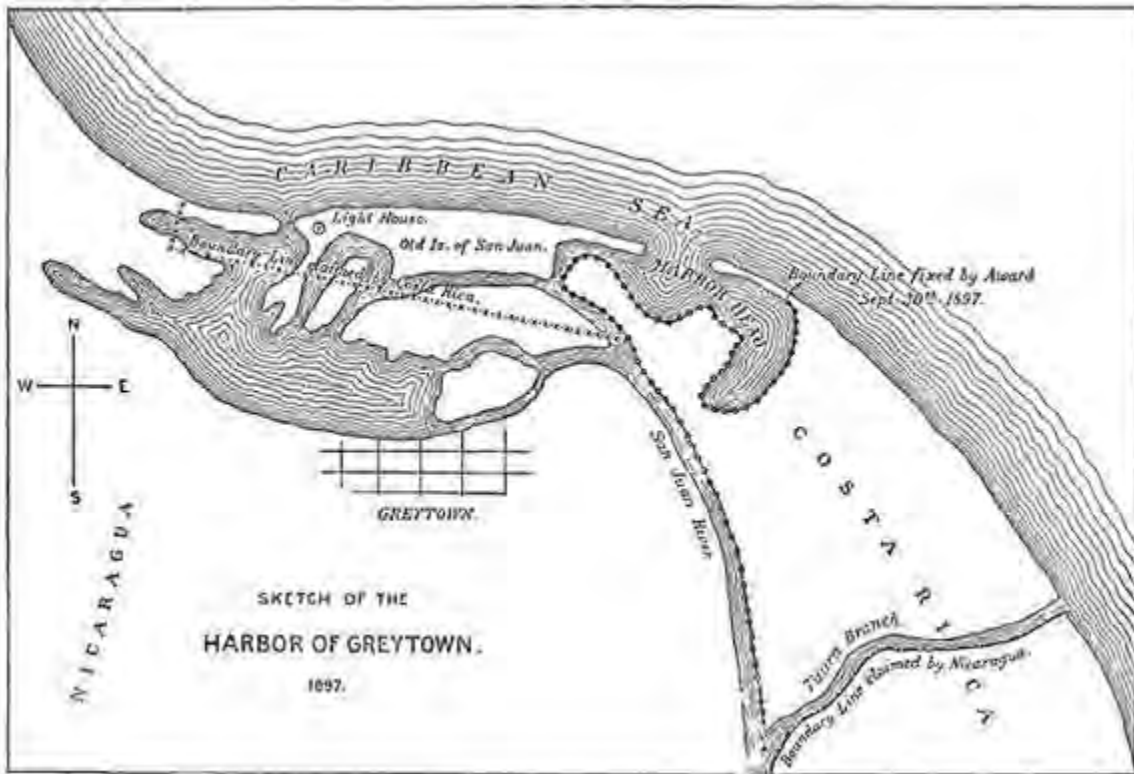 CARIBBEAN SEA
Light House.
Old Is. of San Juan.
Boundary Line claimed by Costa Rica.
HARBOR HEAD
Boundary Line fixed by Award
Sept. 30th 1897.
N
W E
S
San Juan River
COSTA RICA
GREYTOWN.
NICARAGUA
SKETCH OF THE
HARBOR OF GREYTOWN.
1897.
Taura Branch
Boundary Line claimed by Nicaragua.